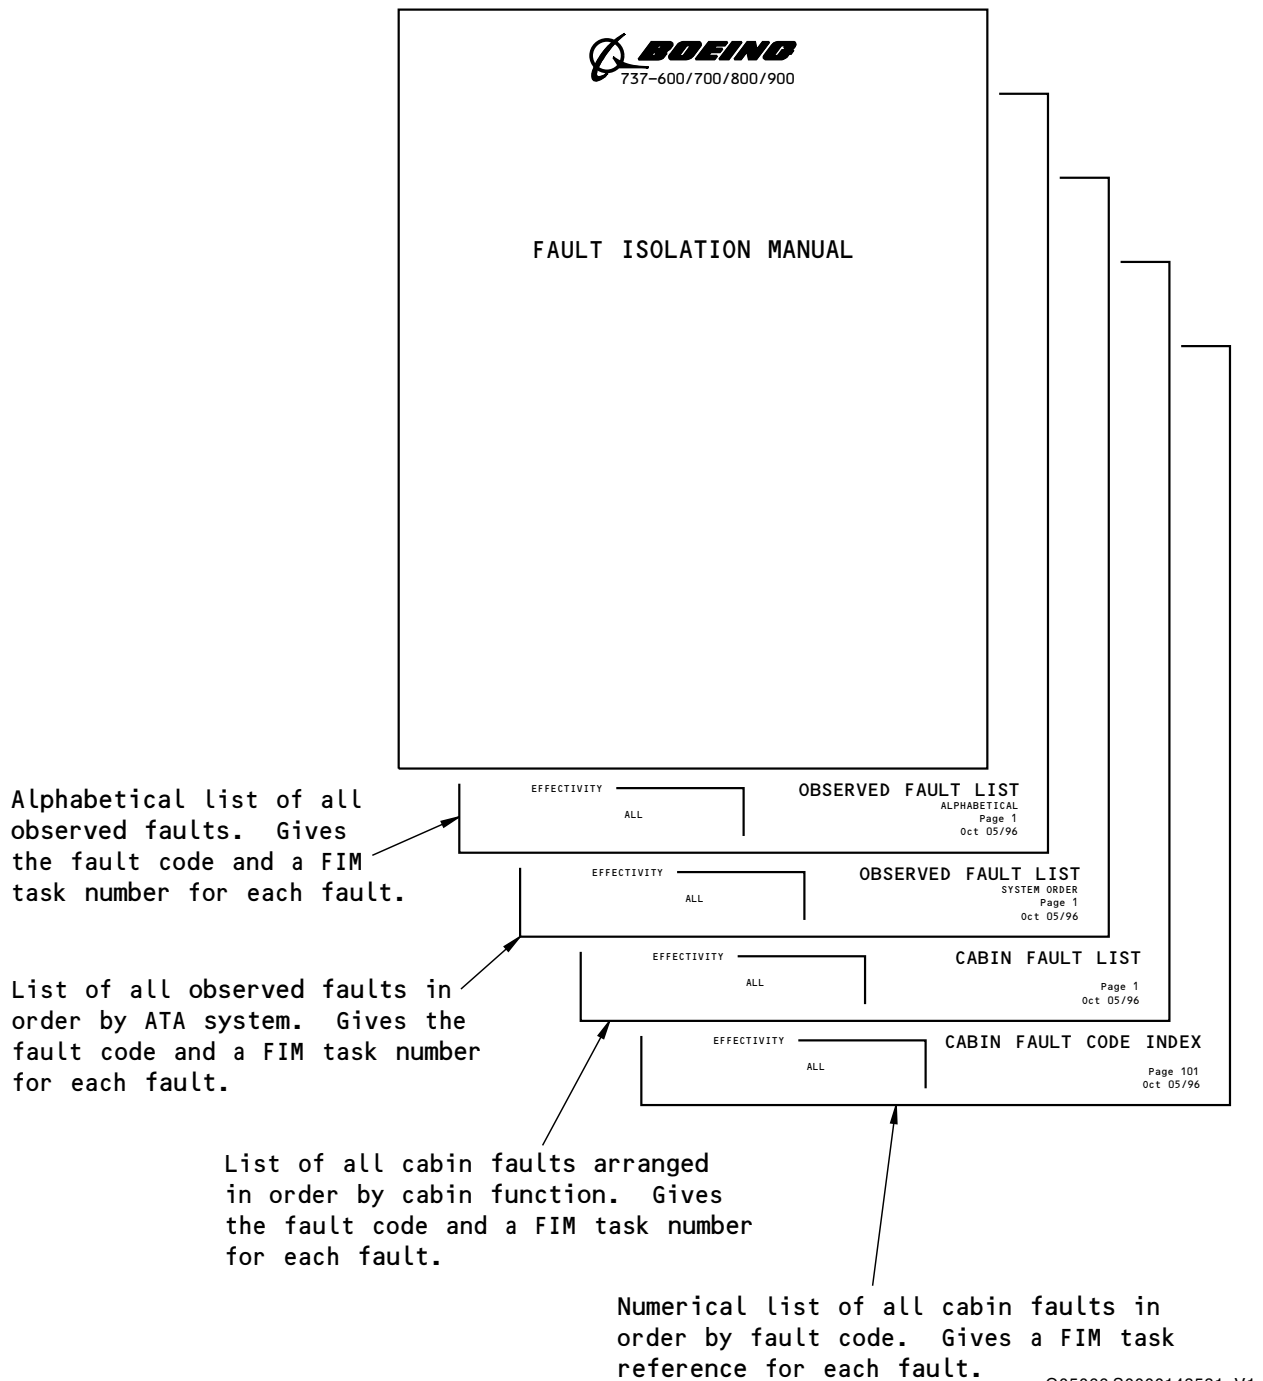 BOEING
737-600/700/800/900
FAULT ISOLATION MANUAL
Alphabetical list of all
observed faults. Gives
the fault code and a FIM
task number for each fault.
EFFECTIVITY
ALL
OBSERVED FAULT LIST
ALPHABETICAL
Page 1
Oct 05/96
EFFECTIVITY
ALL
OBSERVED FAULT LIST
SYSTEM ORDER
Page 1
Oct 05/96
List of all observed faults in
order by ATA system. Gives the
fault code and a FIM task number
for each fault.
EFFECTIVITY
ALL
CABIN FAULT LIST
Page 1
Oct 05/96
EFFECTIVITY
ALL
CABIN FAULT CODE INDEX
Page 101
Oct 05/96
List of all cabin faults arranged
in order by cabin function. Gives
the fault code and a FIM task number
for each fault.
Numerical list of all cabin faults in
order by fault code. Gives a FIM task
reference for each fault.